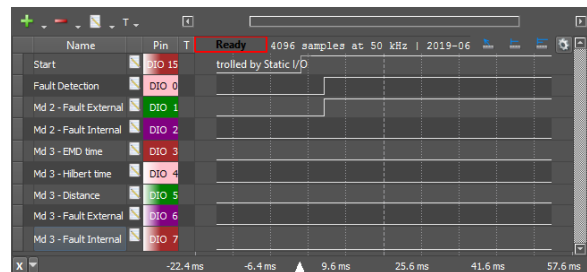 T
Name Pin T Ready 4096 samples at 50 kHz | 2019-06
Start DIO 15 trolled by Static I/O
Fault Detection DIO 0
Md 2 - Fault External DIO 1
Md 2 - Fault Internal DIO 2
Md 3 - EMD time DIO 3
Md 3 - Hilbert time DIO 4
Md 3 - Distance DIO 5
Md 3 - Fault External DIO 6
Md 3 - Fault Internal DIO 7
X -22.4 ms -6.4 ms 9.6 ms 25.6 ms 41.6 ms 57.6 ms